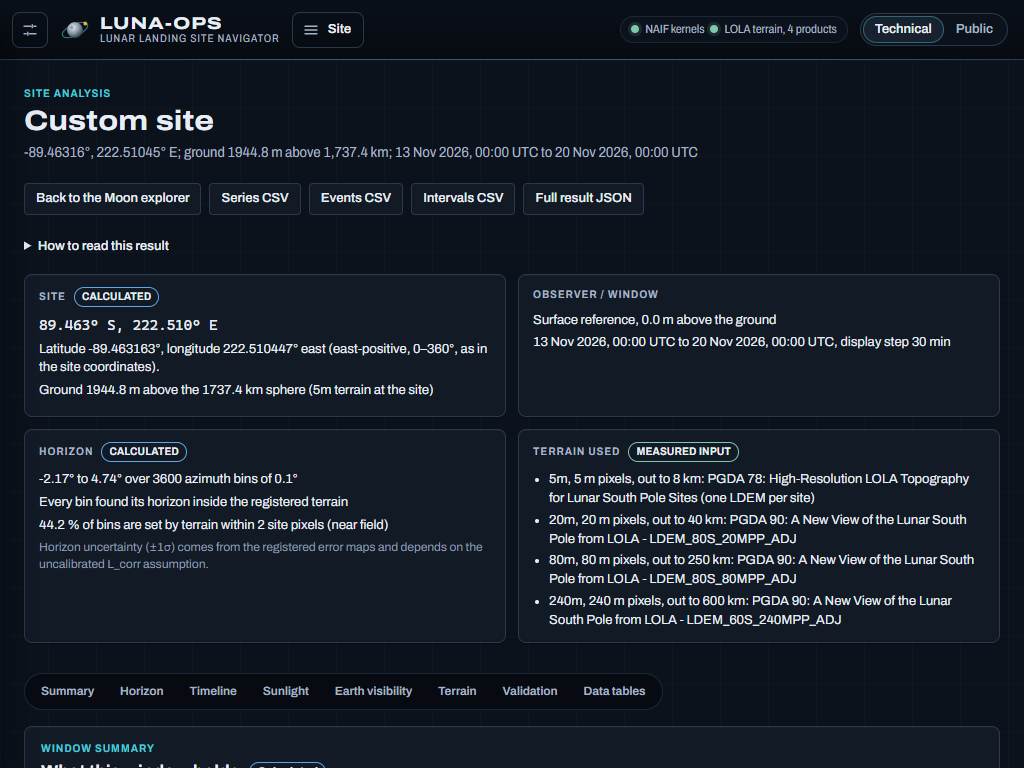 LUNA-OPS
LUNAR LANDING SITE NAVIGATOR
Site
NAIF kernels
LOLA terrain, 4 products
Technical
Public
SITE ANALYSIS
Custom site
-89.46316°, 222.51045° E; ground 1944.8 m above 1,737.4 km; 13 Nov 2026, 00:00 UTC to 20 Nov 2026, 00:00 UTC
Back to the Moon explorer
Series CSV
Events CSV
Intervals CSV
Full result JSON
How to read this result
SITE
CALCULATED
89.463° S, 222.510° E
Latitude -89.463163°, longitude 222.510447° east (east-positive, 0–360°, as in
the site coordinates).
Ground 1944.8 m above the 1737.4 km sphere (5m terrain at the site)
OBSERVER / WINDOW
Surface reference, 0.0 m above the ground
13 Nov 2026, 00:00 UTC to 20 Nov 2026, 00:00 UTC, display step 30 min
HORIZON
CALCULATED
-2.17° to 4.74° over 3600 azimuth bins of 0.1°
Every bin found its horizon inside the registered terrain
44.2 % of bins are set by terrain within 2 site pixels (near field)
Horizon uncertainty (±1σ) comes from the registered error maps and depends on the
uncalibrated L_corr assumption.
TERRAIN USED
MEASURED INPUT
5m, 5 m pixels, out to 8 km: PGDA 78: High-Resolution LOLA Topography
for Lunar South Pole Sites (one LDEM per site)
20m, 20 m pixels, out to 40 km: PGDA 90: A New View of the Lunar South
Pole from LOLA - LDEM_80S_20MPP_ADJ
80m, 80 m pixels, out to 250 km: PGDA 90: A New View of the Lunar South
Pole from LOLA - LDEM_80S_80MPP_ADJ
240m, 240 m pixels, out to 600 km: PGDA 90: A New View of the Lunar
South Pole from LOLA - LDEM_60S_240MPP_ADJ
Summary
Horizon
Timeline
Sunlight
Earth visibility
Terrain
Validation
Data tables
WINDOW SUMMARY